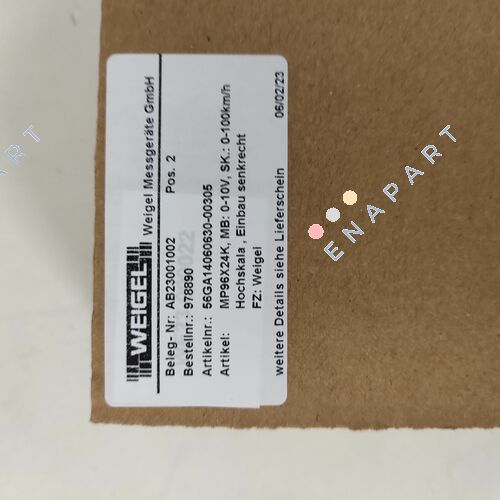 WEIGEL
Weigel Messgeräte GmbH
Beleg- Nr: AB23001002 Pos. 2
Bestellnr.: 978890
Artikelnr.: 56GA14060630-00305
Artikel: MP96X24K, MB: 0-10V, SK.: 0-100km/h
Hochskala , Einbau senkrecht
FZ: Weigel
weitere Details siehe Lieferschein 06/02/23
ENAPART